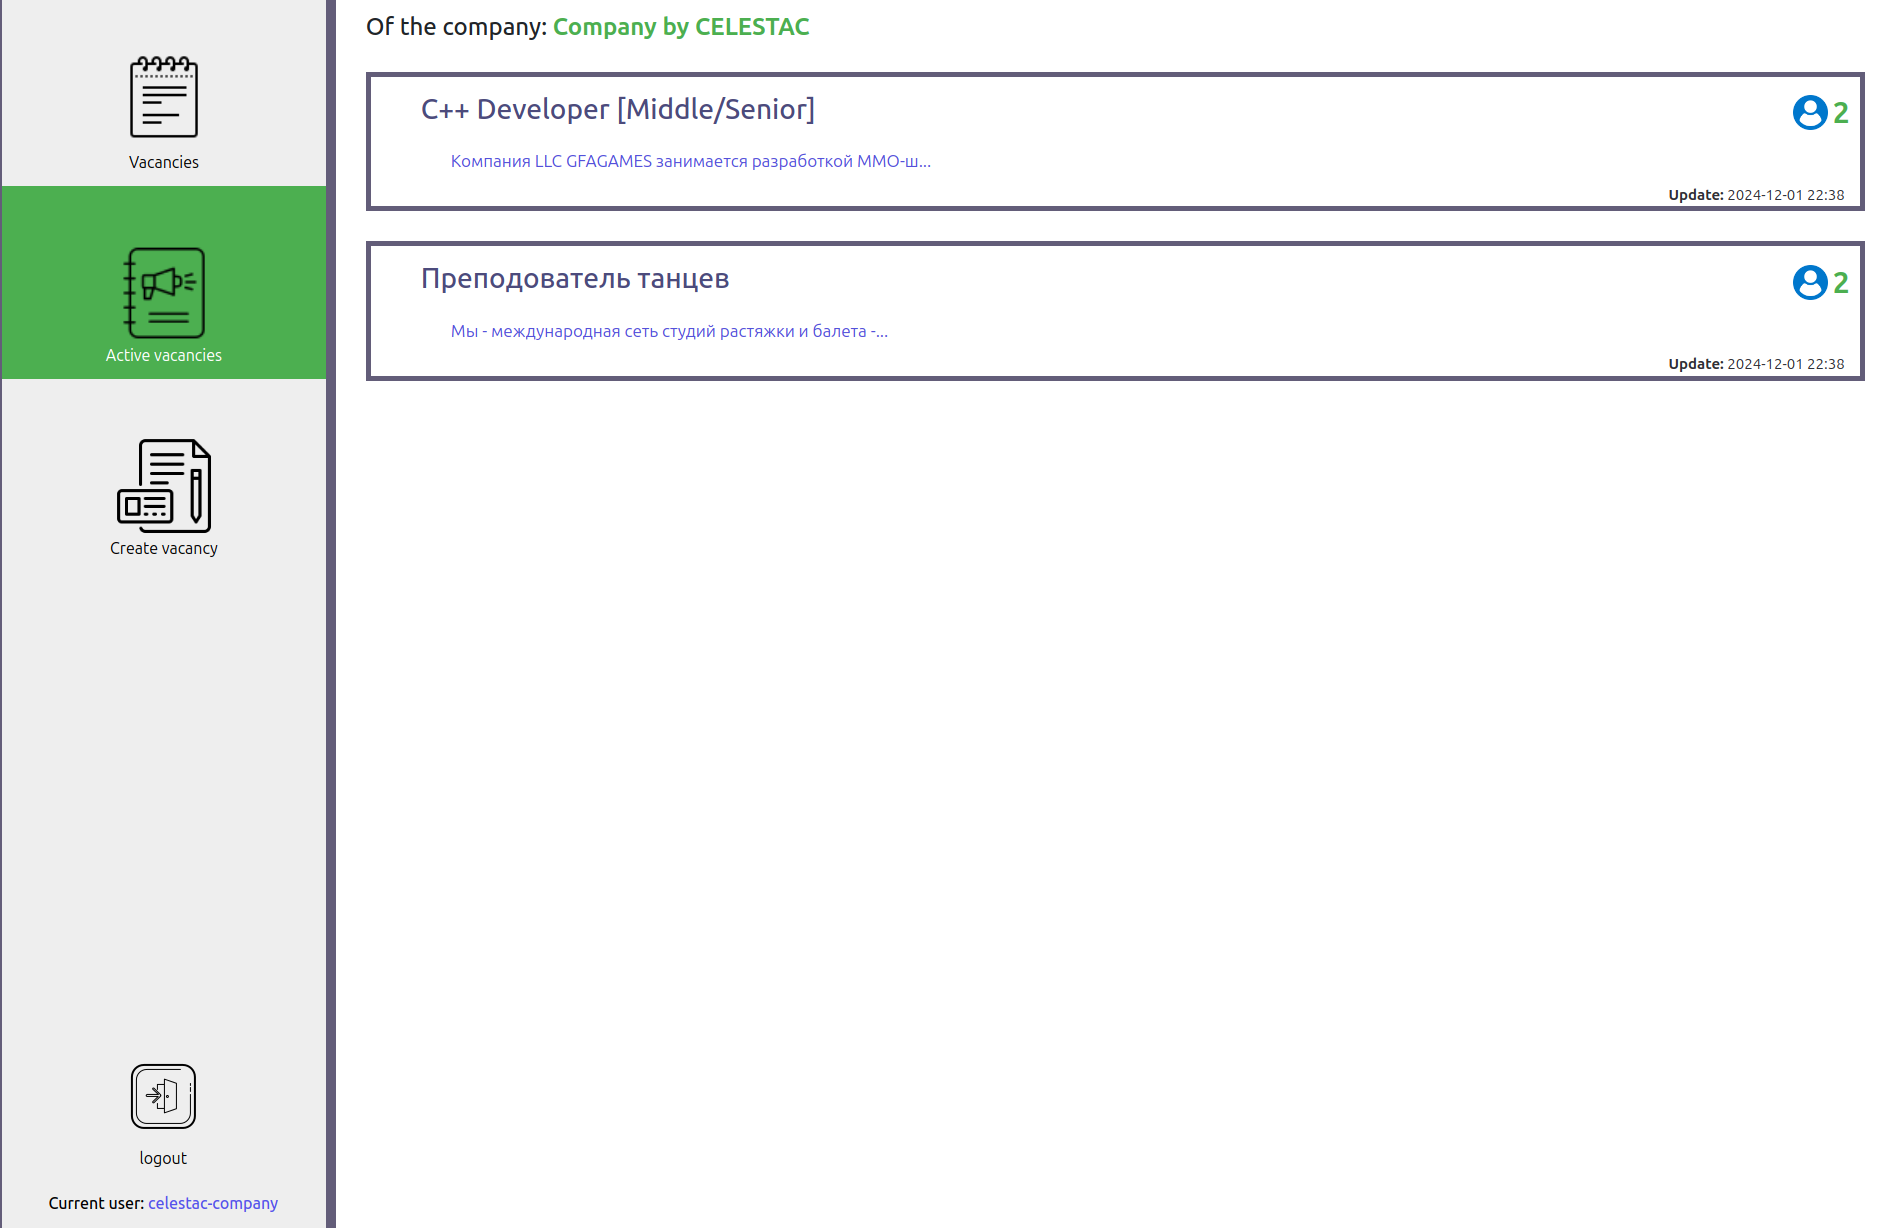 Vacancies
Active vacancies
Create vacancy
logout
Current user: celestac-company
Of the company: Company by CELESTAC
C++ Developer [Middle/Senior]
2
Компания LLC GFAGAMES занимается разработкой ММО-ш...
Update: 2024-12-01 22:38
Преподователь танцев
2
Мы - международная сеть студий растяжки и балета -...
Update: 2024-12-01 22:38